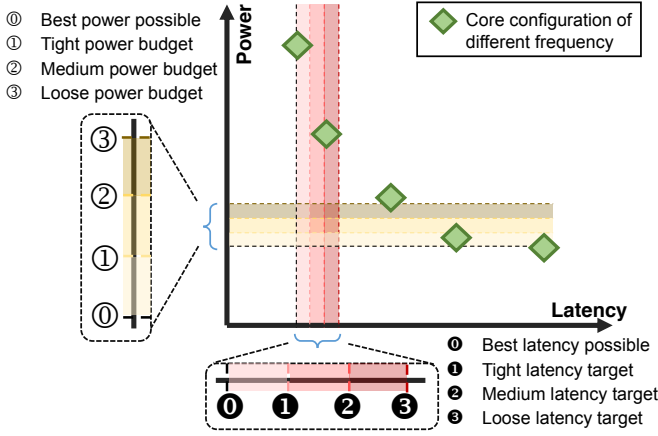 ⓪ Best power possible
① Tight power budget
② Medium power budget
③ Loose power budget
Power
Core configuration of
different frequency
③
②
①
⓪
Latency
⓿ Best latency possible
❶ Tight latency target
❷ Medium latency target
❸ Loose latency target
⓿ ❶ ❷ ❸